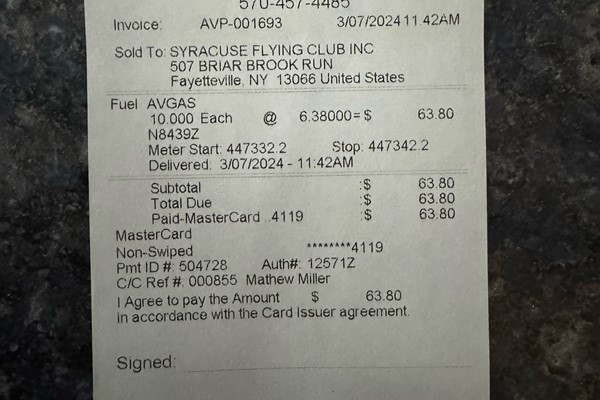 570-457-4485
Invoice: AVP-001693 3/07/2024 11:42AM
Sold To: SYRACUSE FLYING CLUB INC
507 BRIAR BROOK RUN
Fayetteville, NY 13066 United States
Fuel AVGAS
10.000 Each @ 6.38000= $ 63.80
N8439Z
Meter Start: 447332.2 Stop: 447342.2
Delivered: 3/07/2024 - 11:42AM
Subtotal :$ 63.80
Total Due :$ 63.80
Paid-MasterCard ..4119 :$ 63.80
MasterCard
Non-Swiped ********4119
Pmt ID #: 504728 Auth#: 12571Z
C/C Ref #: 000855 Mathew Miller
I Agree to pay the Amount $ 63.80
in accordance with the Card Issuer agreement.
Signed: